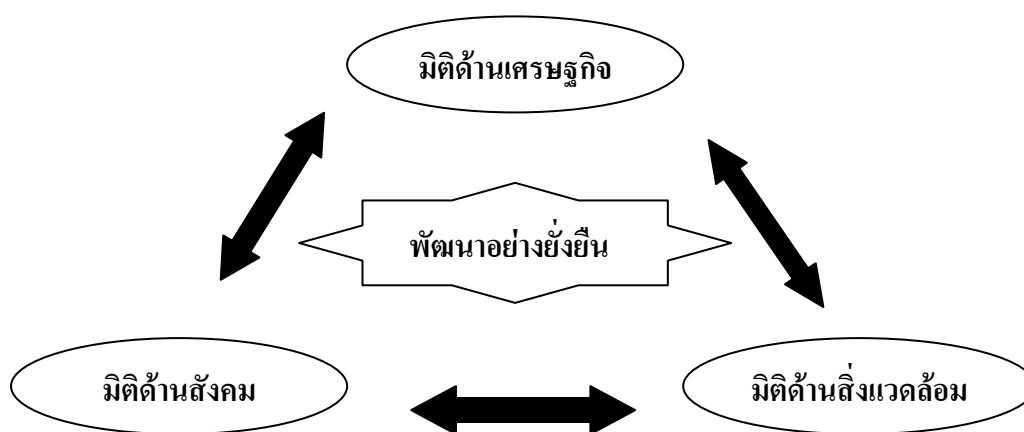 มิติด้านเศรษฐกิจ
พัฒนาอย่างยั่งยืน
มิติด้านสังคม
มิติด้านสิ่งแวดล้อม